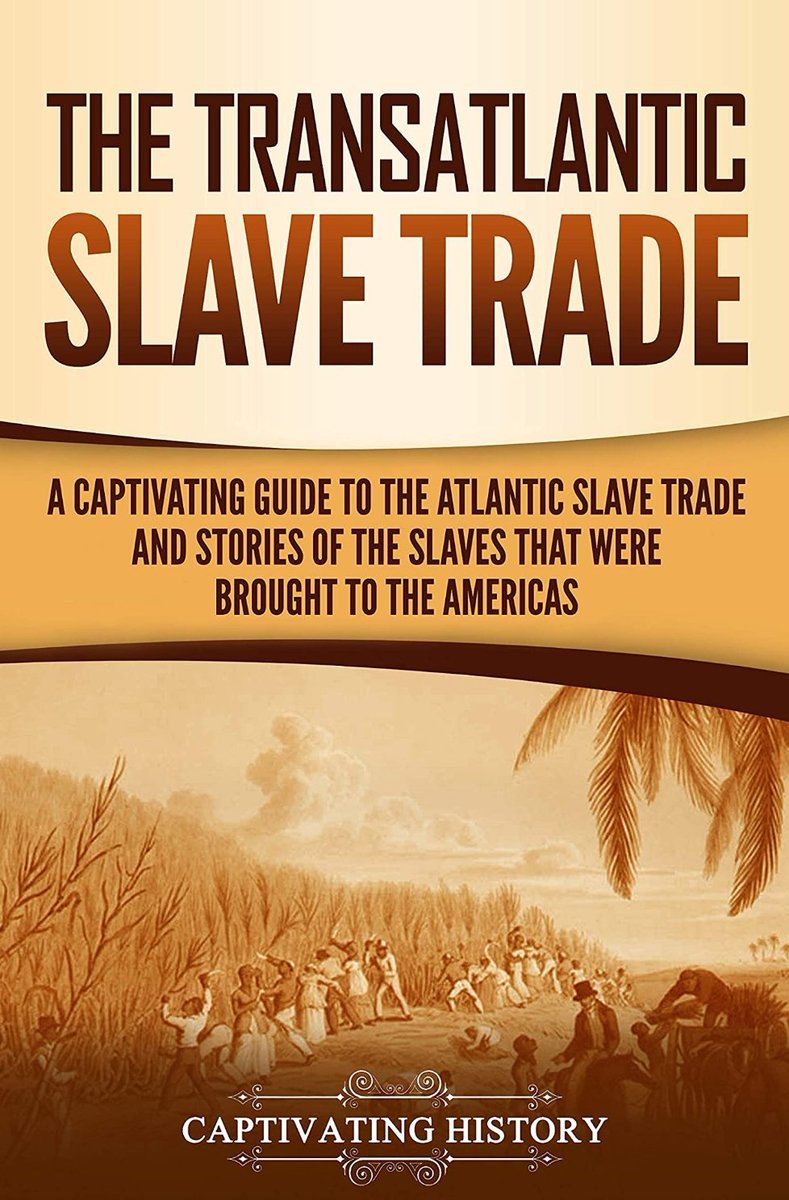 THE TRANSATLANTIC
SLAVE TRADE
A CAPTIVATING GUIDE TO THE ATLANTIC SLAVE TRADE
AND STORIES OF THE SLAVES THAT WERE
BROUGHT TO THE AMERICAS
CAPTIVATING HISTORY